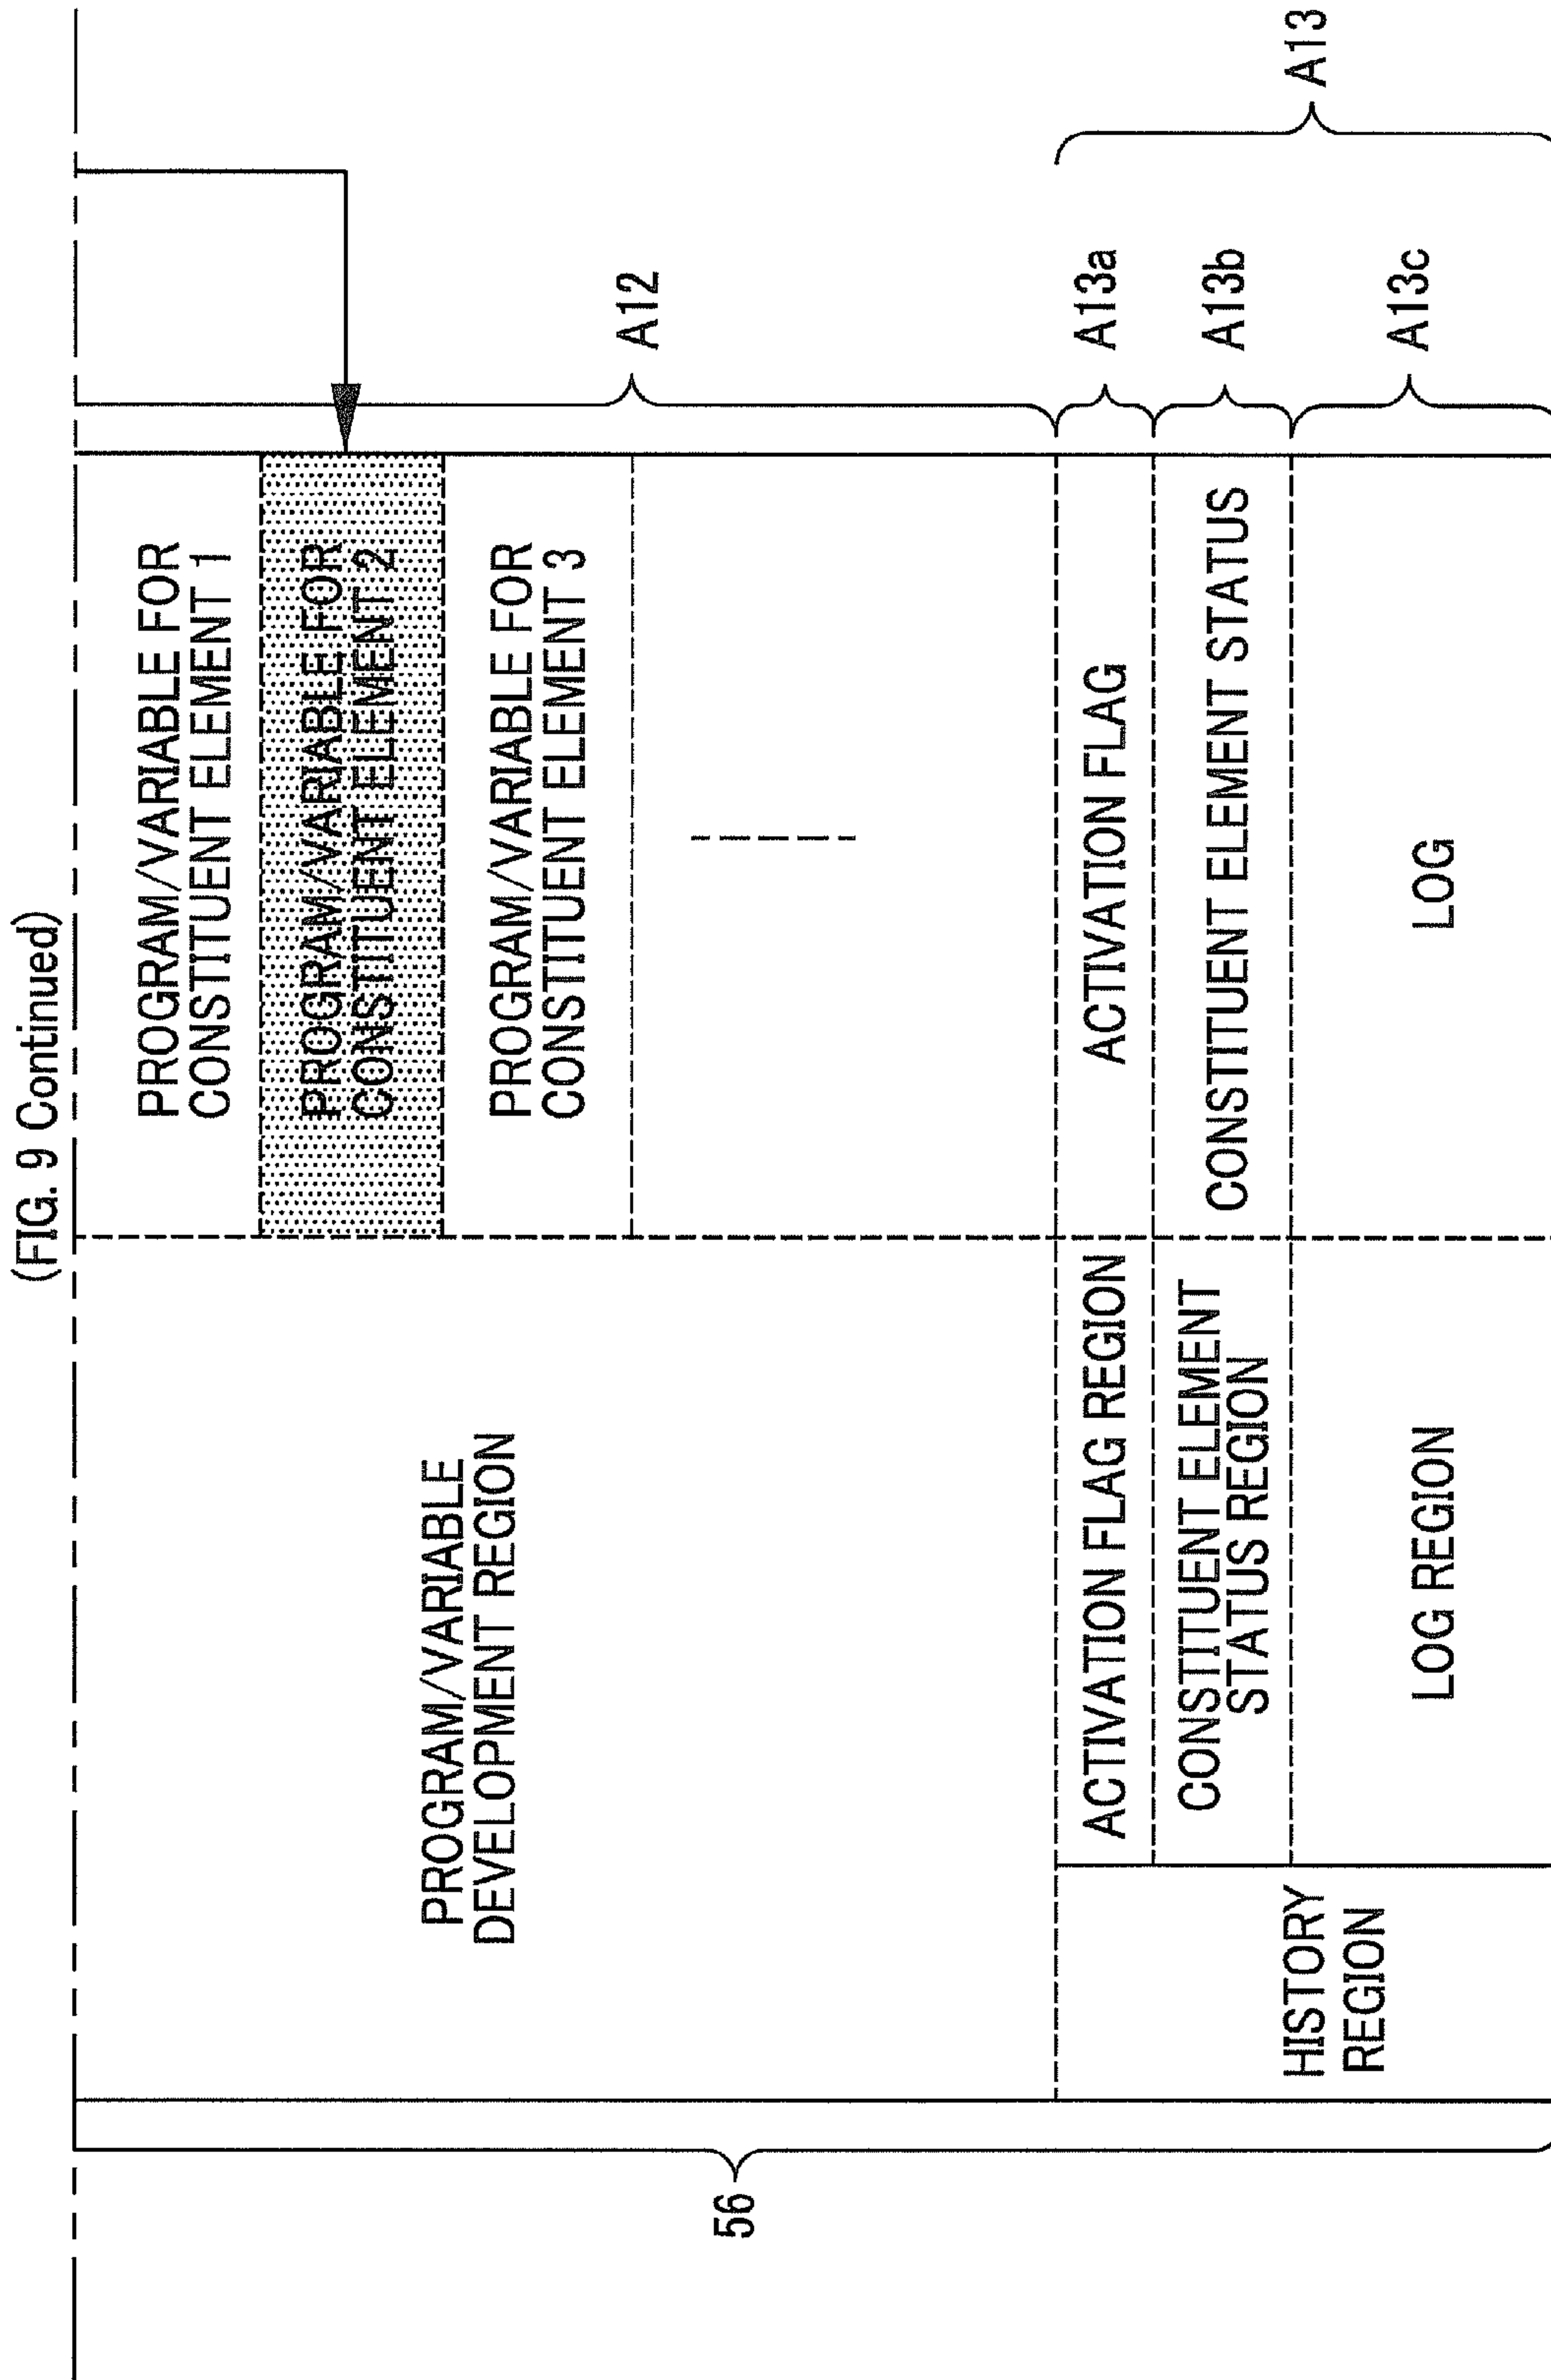 (FIG. 9 Continued)
56
PROGRAM/VARIABLE
DEVELOPMENT REGION
PROGRAM/VARIABLE FOR
CONSTITUENT ELEMENT 1
PROGRAM/VARIABLE FOR
CONSTITUENT ELEMENT 2
PROGRAM/VARIABLE FOR
CONSTITUENT ELEMENT 3
A12
HISTORY
REGION
ACTIVATION FLAG REGION
ACTIVATION FLAG
A13a
CONSTITUENT ELEMENT
STATUS REGION
CONSTITUENT ELEMENT STATUS
A13b
LOG REGION
LOG
A13c
A13